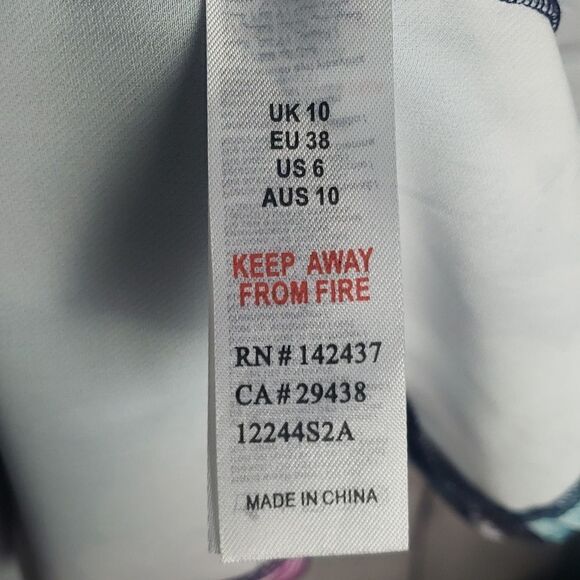 UK 10
EU 38
US 6
AUS 10
KEEP AWAY
FROM FIRE
RN # 142437
CA # 29438
12244S2A
MADE IN CHINA